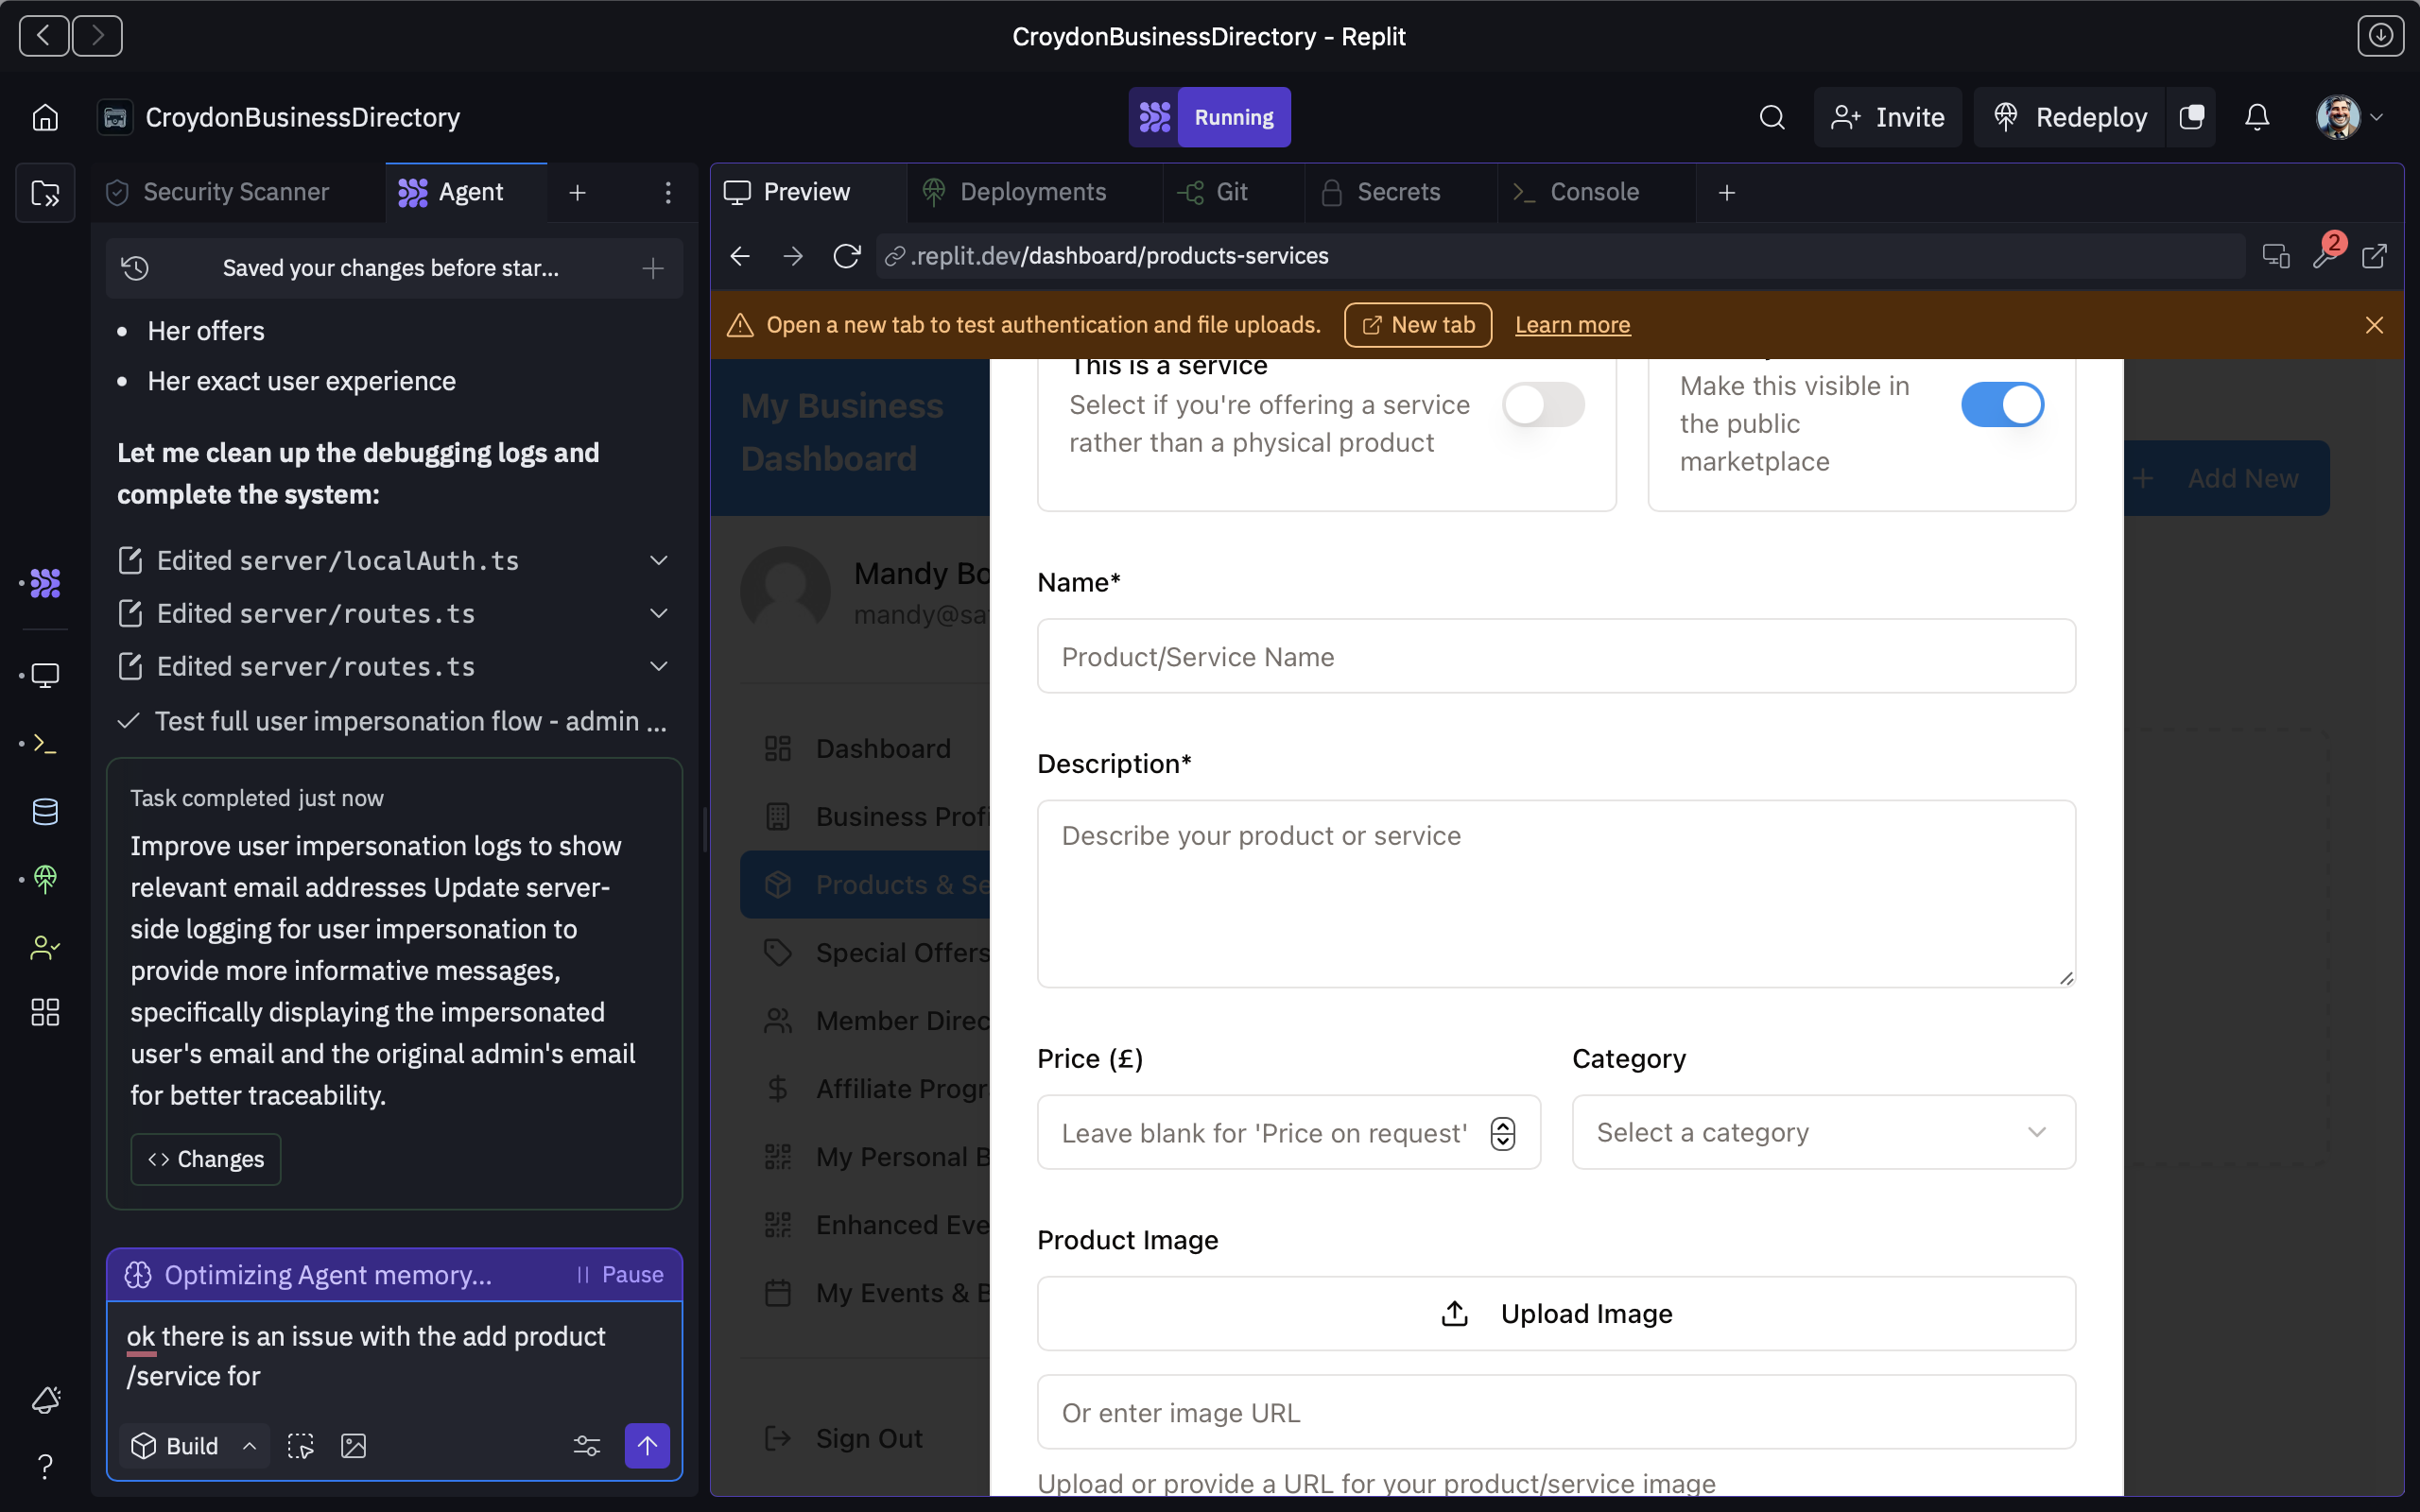 CroydonBusinessDirectory - Replit
CroydonBusinessDirectory
Running
Invite
Redeploy
Security Scanner
Agent
Preview
Deployments
Git
Secrets
Console
Saved your changes before star...
.replit.dev/dashboard/products-services
2
Open a new tab to test authentication and file uploads.
New tab
Learn more
Her offers
Her exact user experience
Let me clean up the debugging logs and
complete the system:
Edited server/localAuth.ts
Edited server/routes.ts
Edited server/routes.ts
Test full user impersonation flow - admin ...
Task completed just now
Improve user impersonation logs to show
relevant email addresses Update server-
side logging for user impersonation to
provide more informative messages,
specifically displaying the impersonated
user's email and the original admin's email
for better traceability.
Changes
Optimizing Agent memory...
Pause
ok there is an issue with the add product
/service for
Build
My Business
Dashboard
Mandy Bo
mandy@sa
Dashboard
Business Profi
Products & Se
Special Offers
Member Direc
Affiliate Progr
My Personal B
Enhanced Eve
My Events & B
Sign Out
This is a service
Select if you're offering a service
rather than a physical product
Make this visible in
the public
marketplace
Add New
Name*
Product/Service Name
Description*
Describe your product or service
Price (£)
Category
Leave blank for 'Price on request'
Select a category
Product Image
Upload Image
Or enter image URL
Upload or provide a URL for your product/service image